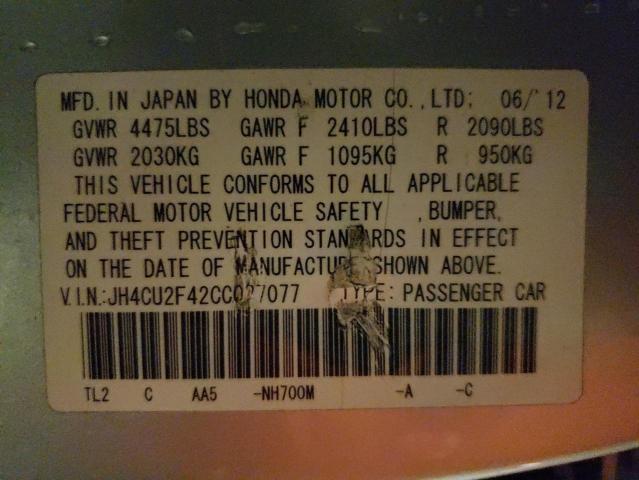 MFD. IN JAPAN BY HONDA MOTOR CO., LTD; 06/12
GVWR 4475LBS GAWR F 2410LBS R 2090LBS
GVWR 2030KG GAWR F 1095KG R 950KG
THIS VEHICLE CONFORMS TO ALL APPLICABLE
FEDERAL MOTOR VEHICLE SAFETY , BUMPER,
AND THEFT PREVENTION STANDARDS IN EFFECT
ON THE DATE OF MANUFACTURE SHOWN ABOVE.
V.I.N.: TYPE: PASSENGER CAR
TL2 C AA5 -NH700M -A -C